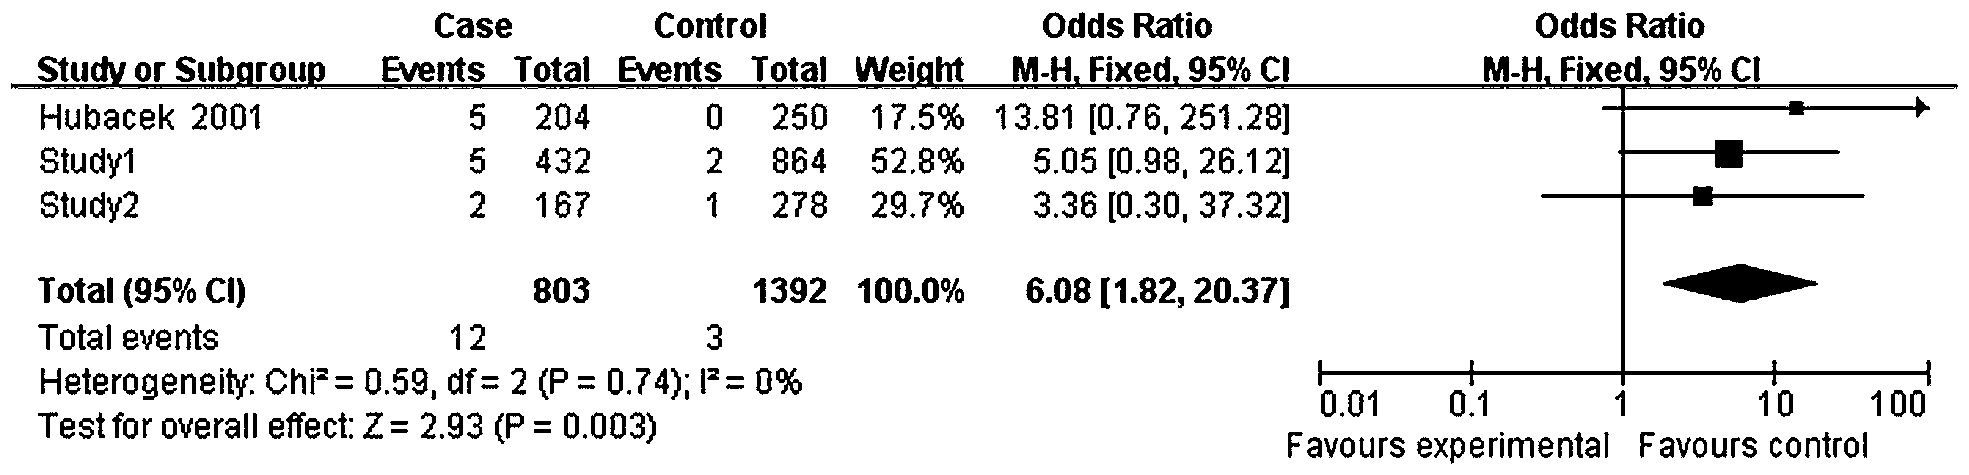 Case Control Odds Ratio Odds Ratio
Study or Subgroup Events Total Events Total Weight M-H, Fixed, 95% CI M-H, Fixed, 95% CI
Hubacek 2001 5 204 0 250 17.5% 13.81 [0.76, 251.28]
Study1 5 432 2 864 52.8% 5.05 [0.98, 26.12]
Study2 2 167 1 278 29.7% 3.36 [0.30, 37.32]
Total (95% CI) 803 1392 100.0% 6.08 [1.82, 20.37]
Total events 12 3
Heterogeneity: Chi² = 0.59, df = 2 (P = 0.74); I² = 0%
Test for overall effect: Z = 2.93 (P = 0.003)
0.01 0.1 1 10 100
Favours experimental Favours control